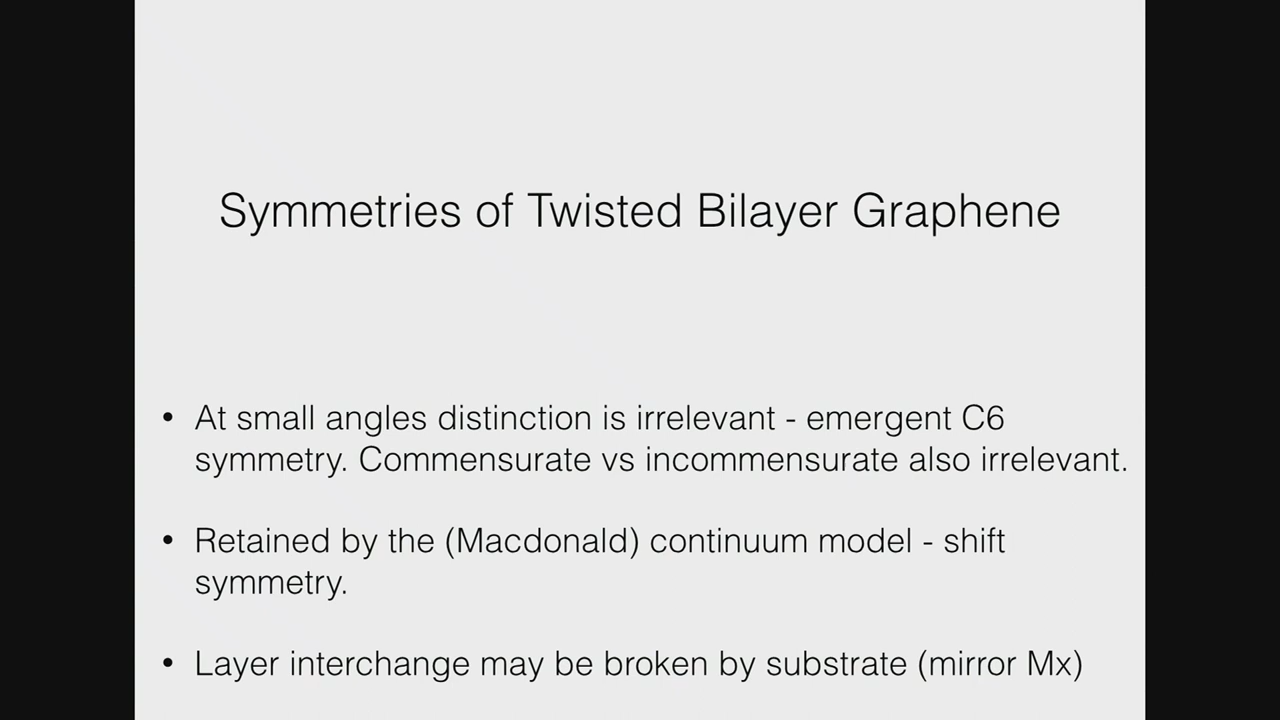 Symmetries of Twisted Bilayer Graphene
• At small angles distinction is irrelevant - emergent C6
symmetry. Commensurate vs incommensurate also irrelevant.
• Retained by the (Macdonald) continuum model - shift
symmetry.
• Layer interchange may be broken by substrate (mirror Mx)